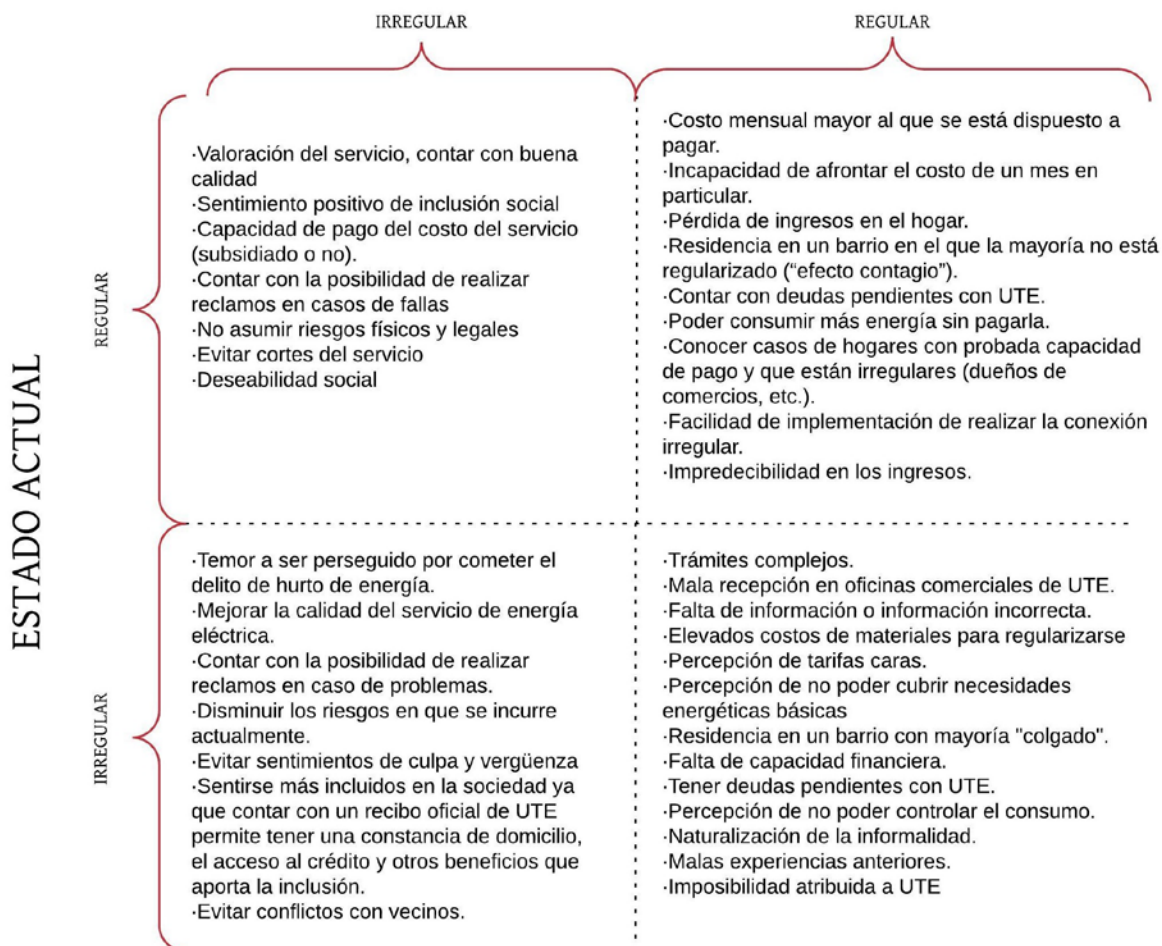 IRREGULAR
REGULAR
ESTADO ACTUAL
REGULAR
·Valoración del servicio, contar con buena
calidad
·Sentimiento positivo de inclusión social
·Capacidad de pago del costo del servicio
(subsidiado o no).
·Contar con la posibilidad de realizar
reclamos en casos de fallas
·No asumir riesgos físicos y legales
·Evitar cortes del servicio
·Deseabilidad social
·Costo mensual mayor al que se está dispuesto a
pagar.
·Incapacidad de afrontar el costo de un mes en
particular.
·Pérdida de ingresos en el hogar.
·Residencia en un barrio en el que la mayoría no está
regularizado (“efecto contagio”).
·Contar con deudas pendientes con UTE.
·Poder consumir más energía sin pagarla.
·Conocer casos de hogares con probada capacidad
de pago y que están irregulares (dueños de
comercios, etc.).
·Facilidad de implementación de realizar la conexión
irregular.
·Impredecibilidad en los ingresos.
IRREGULAR
·Temor a ser perseguido por cometer el
delito de hurto de energía.
·Mejorar la calidad del servicio de energía
eléctrica.
·Contar con la posibilidad de realizar
reclamos en caso de problemas.
·Disminuir los riesgos en que se incurre
actualmente.
·Evitar sentimientos de culpa y vergüenza
·Sentirse más incluidos en la sociedad ya
que contar con un recibo oficial de UTE
permite tener una constancia de domicilio,
el acceso al crédito y otros beneficios que
aporta la inclusión.
·Evitar conflictos con vecinos.
·Trámites complejos.
·Mala recepción en oficinas comerciales de UTE.
·Falta de información o información incorrecta.
·Elevados costos de materiales para regularizarse
·Percepción de tarifas caras.
·Percepción de no poder cubrir necesidades
energéticas básicas
·Residencia en un barrio con mayoría "colgado".
·Falta de capacidad financiera.
·Tener deudas pendientes con UTE.
·Percepción de no poder controlar el consumo.
·Naturalización de la informalidad.
·Malas experiencias anteriores.
·Imposibilidad atribuida a UTE